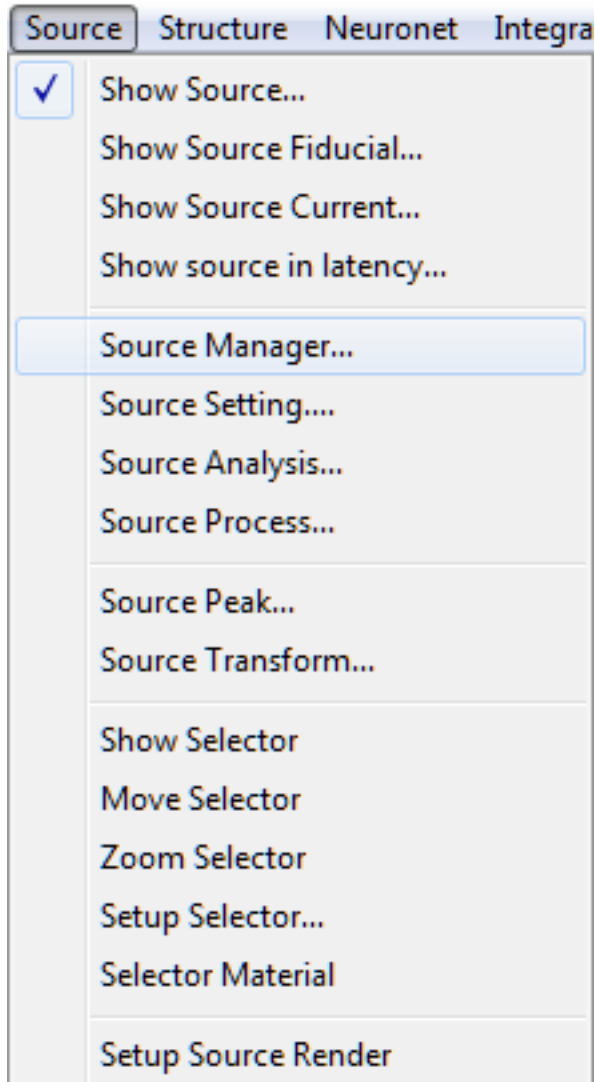 Source Structure Neuronet Integra
Show Source...
Show Source Fiducial...
Show Source Current...
Show source in latency...
Source Manager...
Source Setting....
Source Analysis...
Source Process...
Source Peak...
Source Transform...
Show Selector
Move Selector
Zoom Selector
Setup Selector...
Selector Material
Setup Source Render